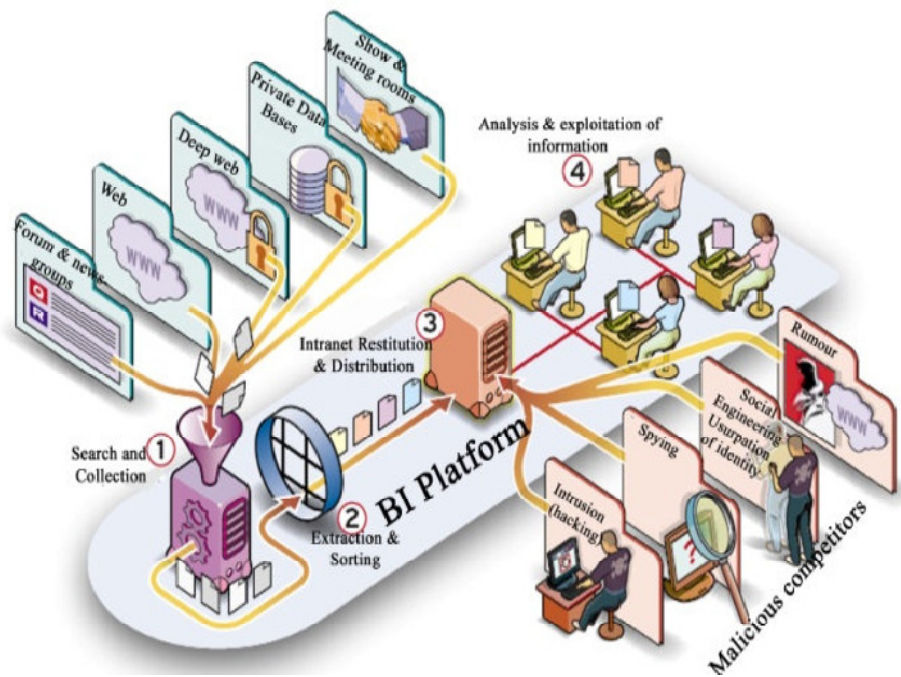 Show &
Meeting rooms
Private Data
Bases
Deep web
WWW
Web
WWW
Forum & news-
groups
Q
R
Analysis & exploitation of
information
4
3
Intranet Restitution
& Distribution
1
Search and
Collection
2
Extraction &
Sorting
BI Platform
Rumour
WWW
Social
Engineering
Usurpation
of identity
Spying
?
Intrusion
(hacking)
Malicious competitors